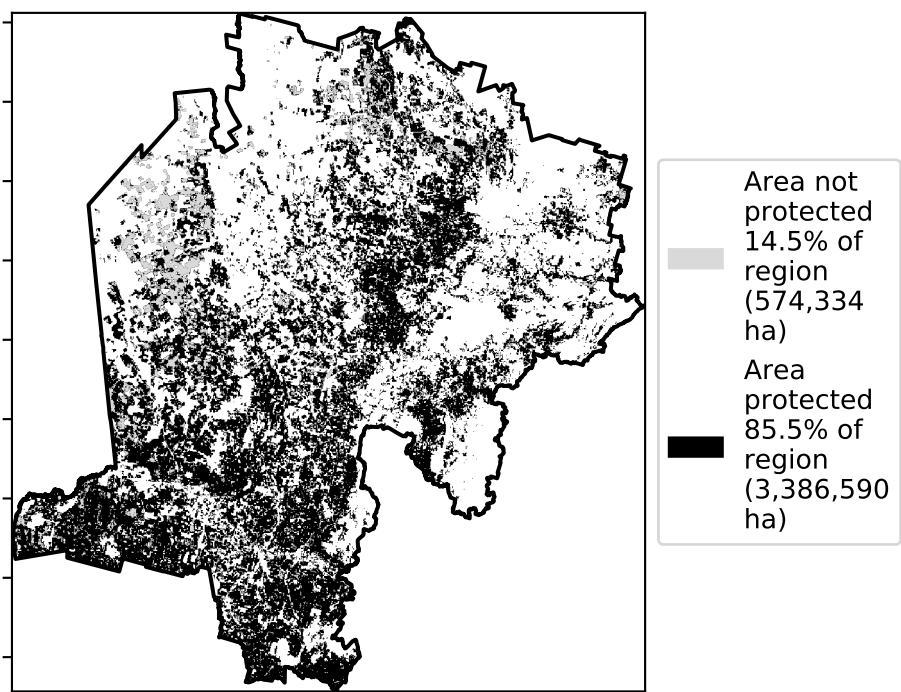 Area not
protected
14.5% of
region
(574,334
ha)
Area
protected
85.5% of
region
(3,386,590
ha)